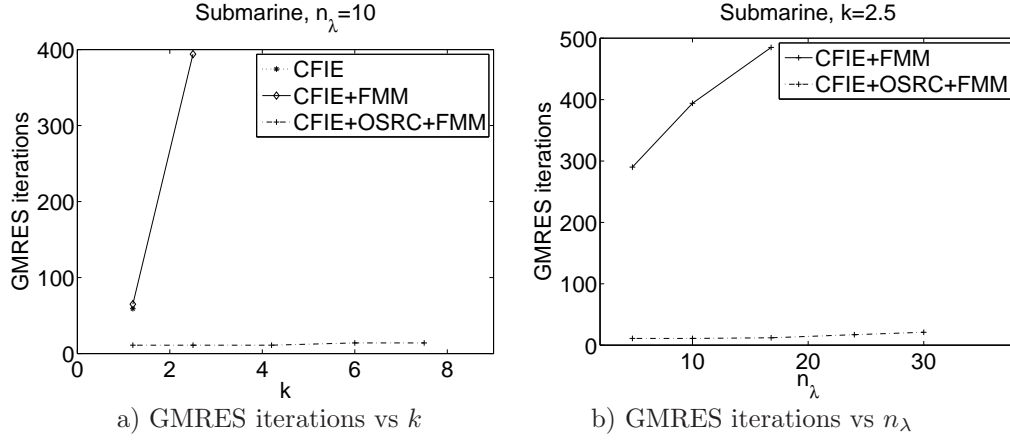 Submarine, n_λ=10
400
300
200
100
0
0 2 4 6 8
GMRES iterations
k
CFIE
CFIE+FMM
CFIE+OSRC+FMM
a) GMRES iterations vs k
Submarine, k=2.5
500
400
300
200
100
0
10 20 30
GMRES iterations
n_λ
CFIE+FMM
CFIE+OSRC+FMM
b) GMRES iterations vs n_λ